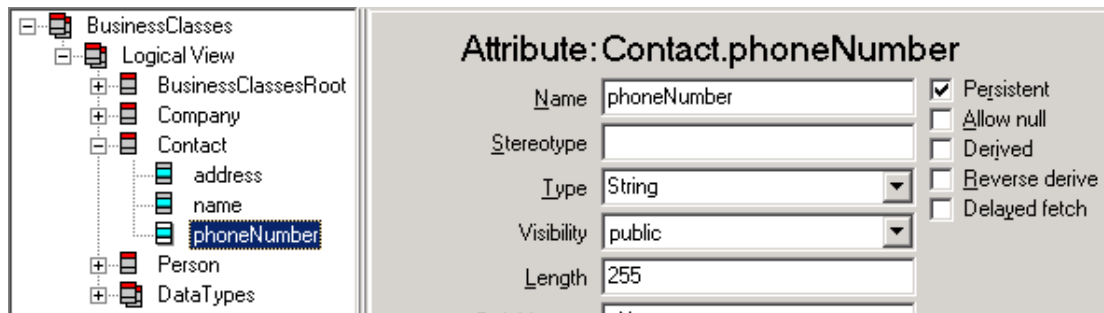 BusinessClasses
Logical View
BusinessClassesRoot
Company
Contact
address
name
phoneNumber
Person
DataTypes
Attribute: Contact.phoneNumber
Name phoneNumber
Stereotype
Type String
Visibility public
Length 255
Persistent
Allow null
Derived
Reverse derive
Delayed fetch